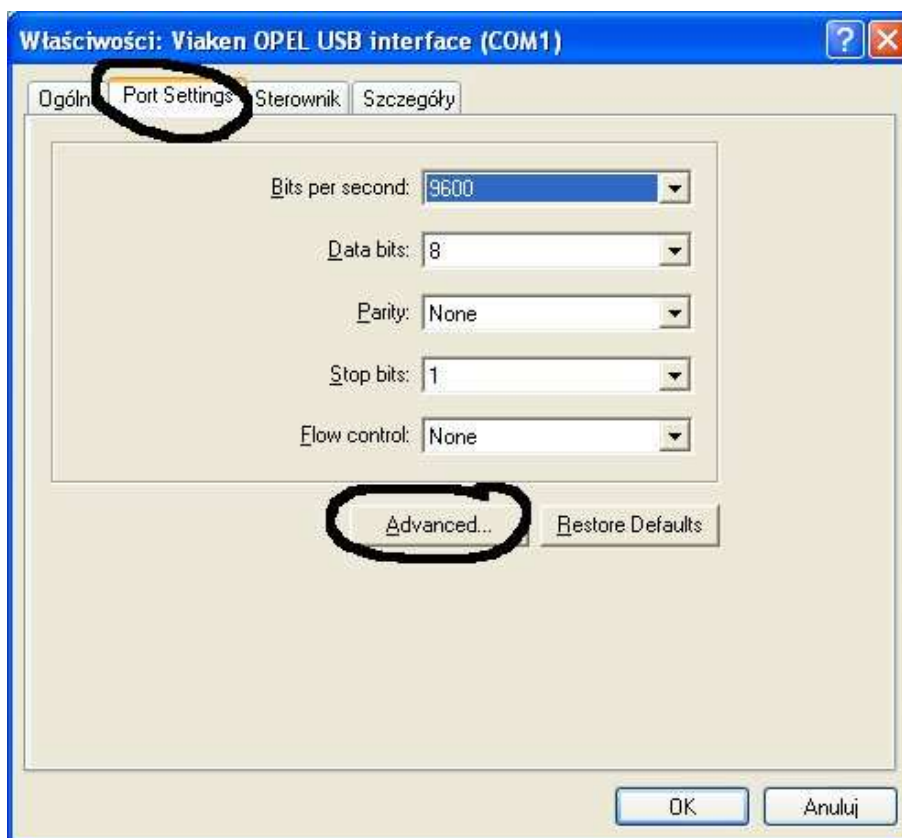 Właściwości: Viaken OPEL USB interface (COM1)
Ogóln Port Settings Sterownik Szczegóły
Bits per second: 9600
Data bits: 8
Parity: None
Stop bits: 1
Flow control: None
Advanced... Restore Defaults
OK Anuluj